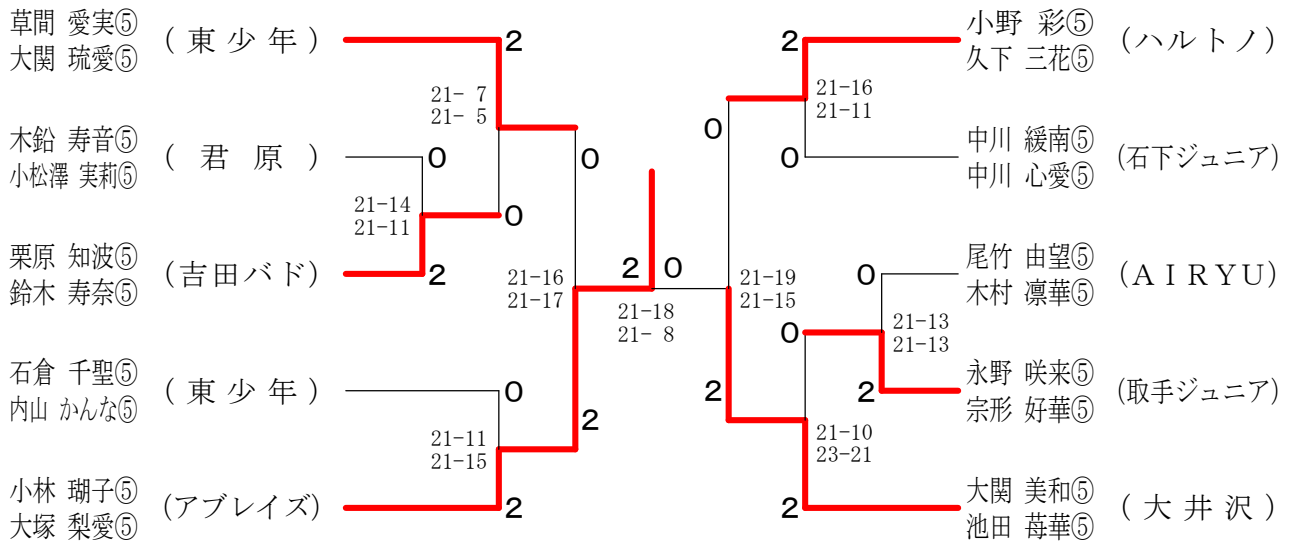 草間 愛実⑤
大関 琉愛⑤
(東少年)
2
21- 7
21- 5
木鉛 寿音⑤
小松澤 実莉⑤
(君原)
0
21-14
21-11
0
栗原 知波⑤
鈴木 寿奈⑤
(吉田バド)
2
0
21-16
21-17
石倉 千聖⑤
内山 かんな⑤
(東少年)
0
21-11
21-15
2
小林 瑚子⑤
大塚 梨愛⑤
(アブレイズ)
2
2
0
21-18
21- 8
小野 彩⑤
久下 三花⑤
(ハルトノ)
2
21-16
21-11
0
中川 緩南⑤
中川 心愛⑤
(石下ジュニア)
0
21-19
21-15
尾竹 由望⑤
木村 凛華⑤
(AIRYU)
0
21-13
21-13
0
永野 咲来⑤
宗形 好華⑤
(取手ジュニア)
2
2
21-10
23-21
大関 美和⑤
池田 苺華⑤
(大井沢)
2